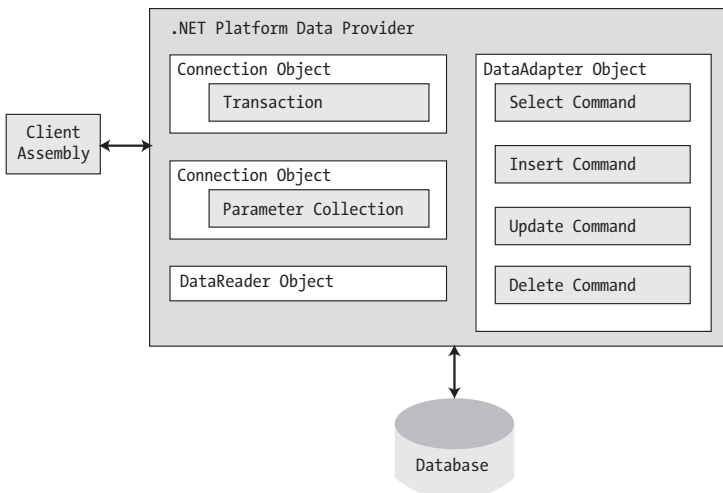 .NET Platform Data Provider
Connection Object
Transaction
Connection Object
Parameter Collection
DataReader Object
DataAdapter Object
Select Command
Insert Command
Update Command
Delete Command
Client
Assembly
Database